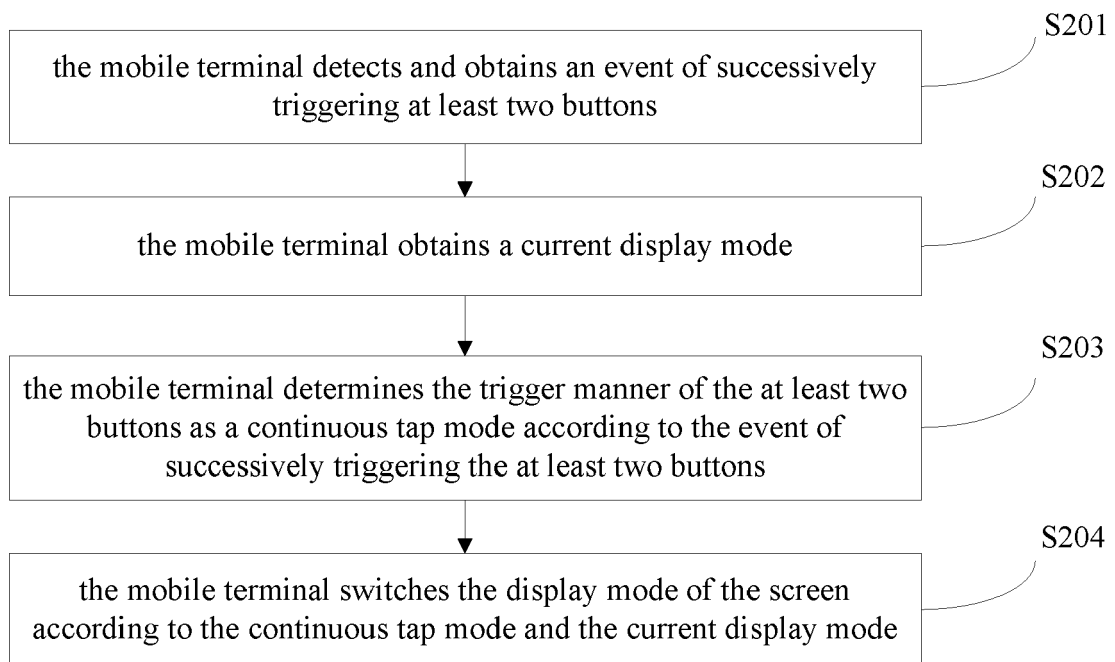 S201
the mobile terminal detects and obtains an event of successively
triggering at least two buttons
S202
the mobile terminal obtains a current display mode
S203
the mobile terminal determines the trigger manner of the at least two
buttons as a continuous tap mode according to the event of
successively triggering the at least two buttons
S204
the mobile terminal switches the display mode of the screen
according to the continuous tap mode and the current display mode